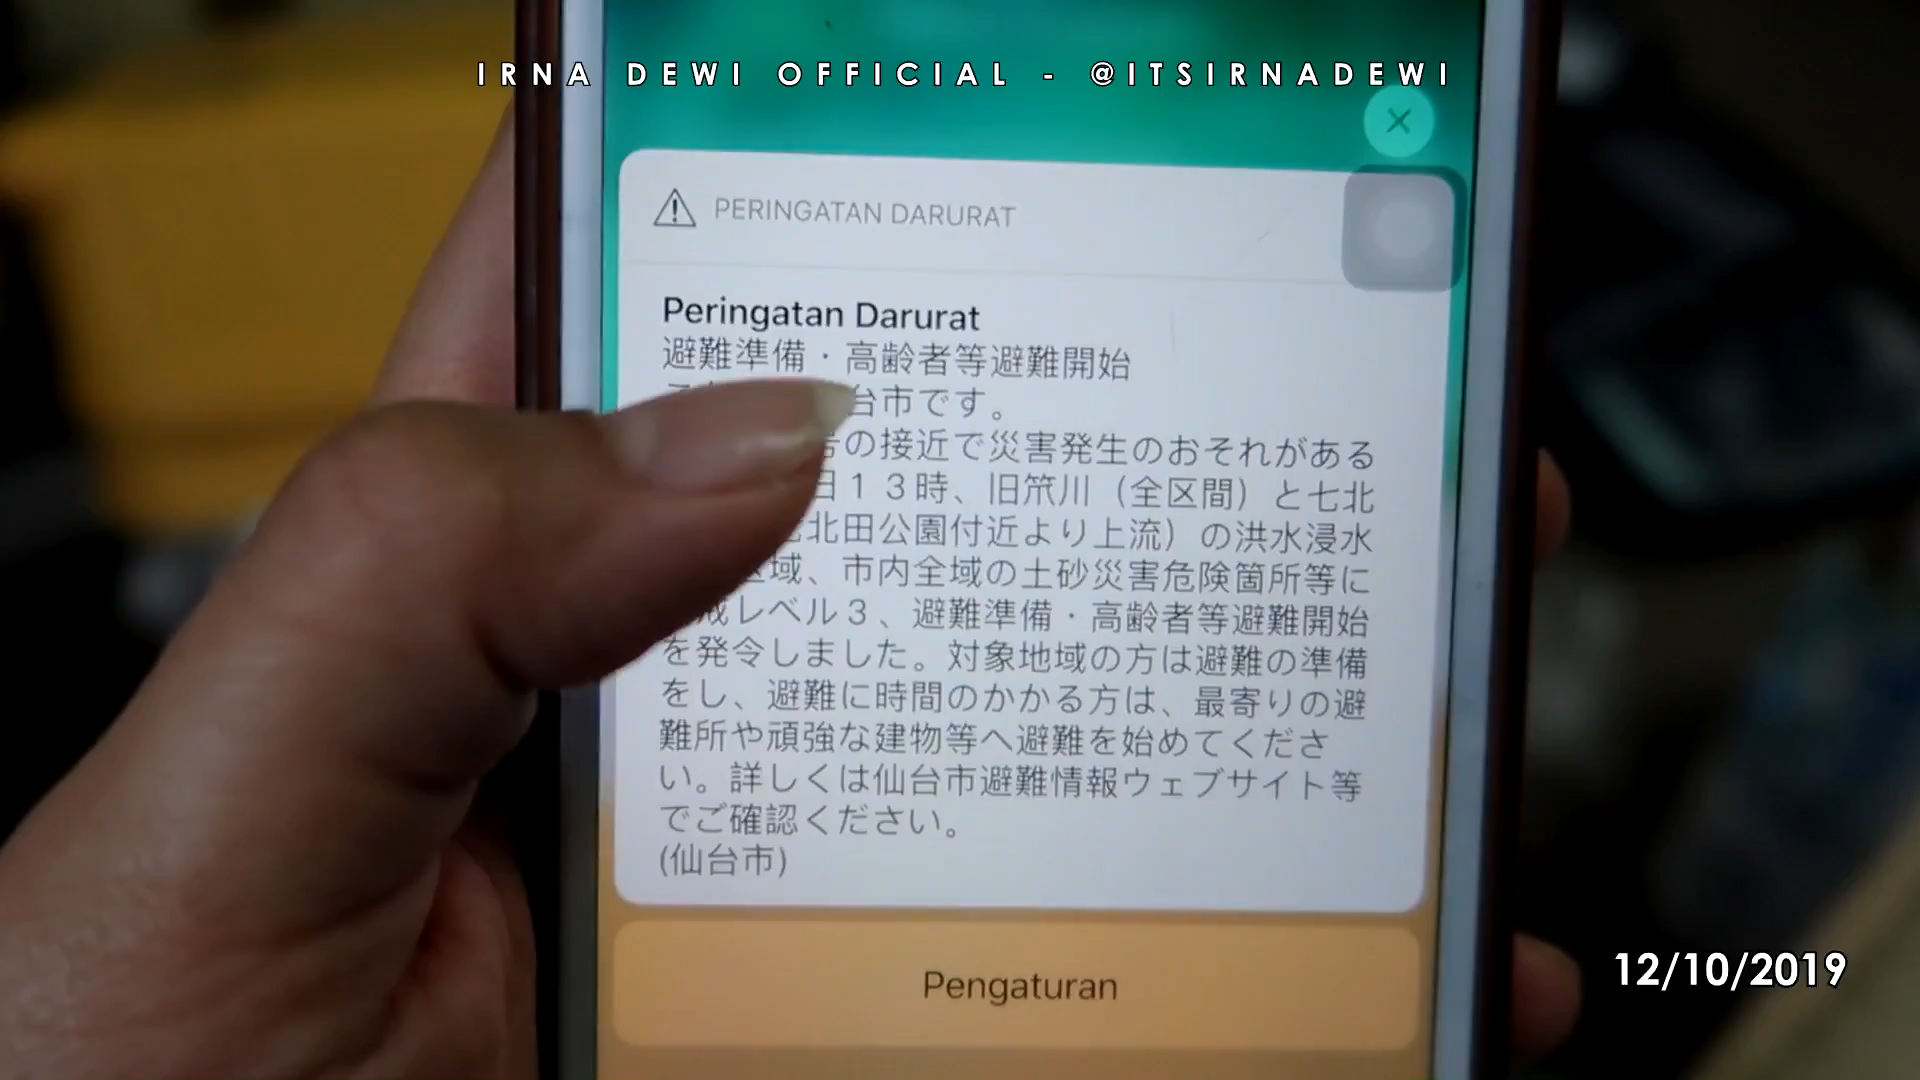 IRNA DEWI OFFICIAL - @ITSIRNADEWI
PERINGATAN DARURAT
Peringatan Darurat
避難準備・高齢者等避難開始
台市です。
の接近で災害発生のおそれがある
日13時、旧笊川（全区間）と七北
北田公園付近より上流）の洪水浸水
区域、市内全域の土砂災害危険箇所等に
戒レベル3、避難準備・高齢者等避難開始
を発令しました。対象地域の方は避難の準備
をし、避難に時間のかかる方は、最寄りの避
難所や頑強な建物等へ避難を始めてくださ
い。詳しくは仙台市避難情報ウェブサイト等
でご確認ください。
(仙台市)
Pengaturan
12/10/2019